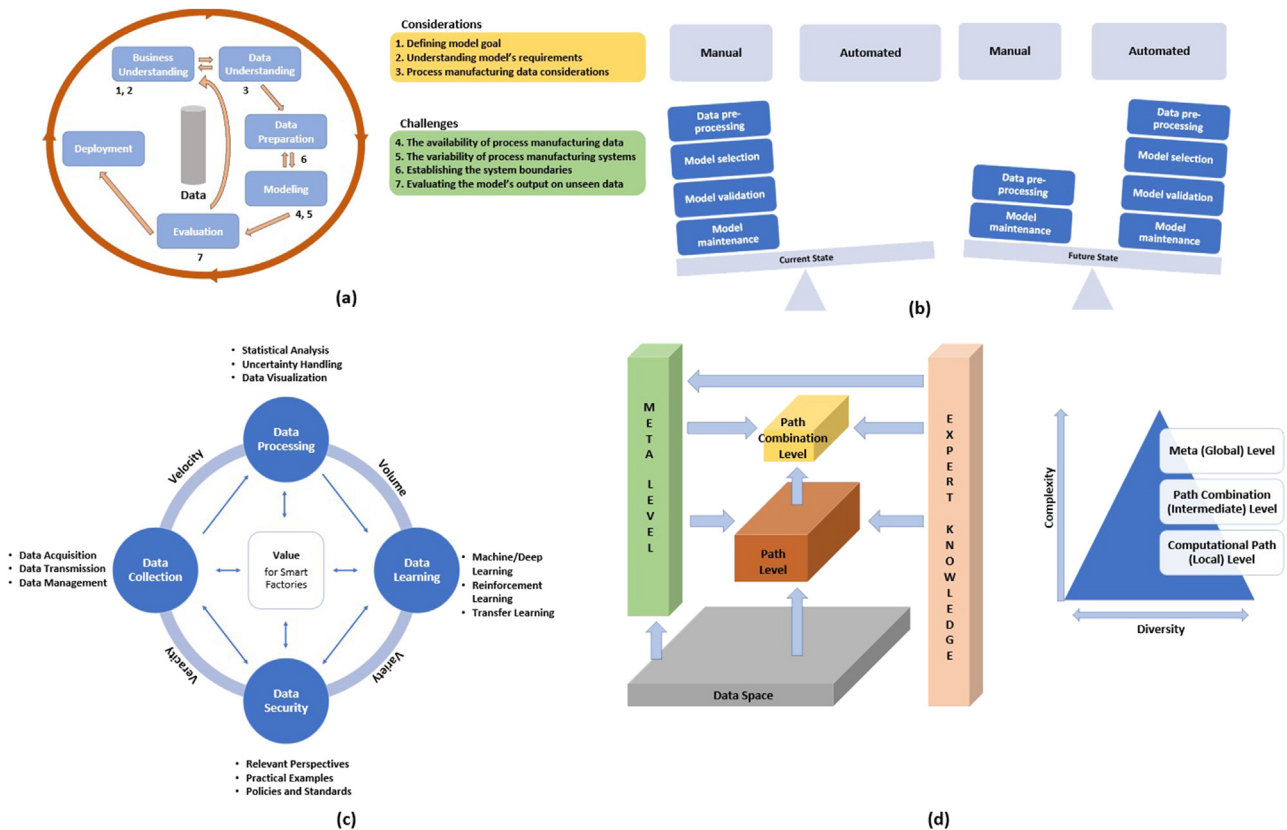 Business
Understanding
1, 2
Data
Understanding
3
Data
Preparation
6
Modeling
4, 5
Evaluation
7
Deployment
Data
(a)
Considerations
1. Defining model goal
2. Understanding model's requirements
3. Process manufacturing data considerations
Challenges
4. The availability of process manufacturing data
5. The variability of process manufacturing systems
6. Establishing the system boundaries
7. Evaluating the model's output on unseen data
Manual
Automated
Data pre-
processing
Model selection
Model validation
Model
maintenance
Current State
Manual
Automated
Data pre-
processing
Model
maintenance
Data pre-
processing
Model selection
Model validation
Model
maintenance
Future State
(b)
• Statistical Analysis
• Uncertainty Handling
• Data Visualization
Data
Processing
Velocity
Volume
• Data Acquisition
• Data Transmission
• Data Management
Data
Collection
Value
for Smart
Factories
Data
Learning
• Machine/Deep
Learning
• Reinforcement
Learning
• Transfer Learning
Veracity
Variety
Data
Security
• Relevant Perspectives
• Practical Examples
• Policies and Standards
(c)
META LEVEL
Path
Combination
Level
Path
Level
Data Space
EXPERT KNOWLEDGE
Complexity
Meta (Global) Level
Path Combination
(Intermediate) Level
Computational Path
(Local) Level
Diversity
(d)